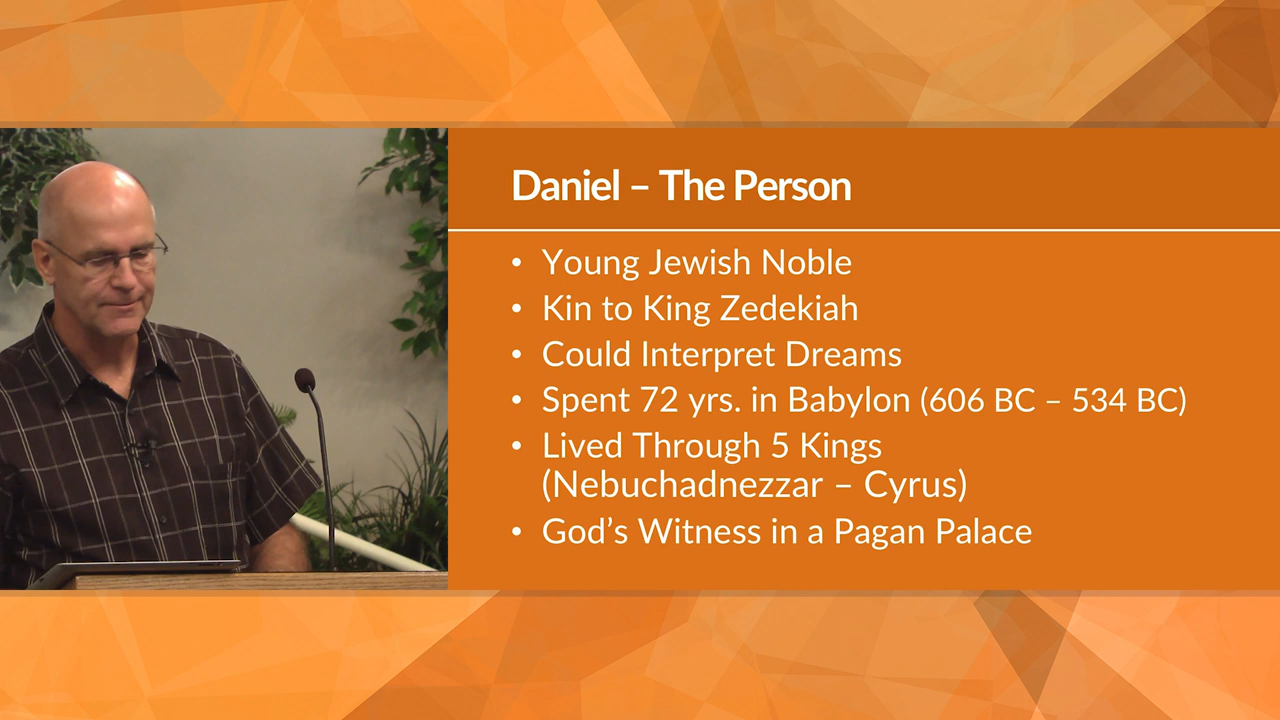 Daniel – The Person
• Young Jewish Noble
• Kin to King Zedekiah
• Could Interpret Dreams
• Spent 72 yrs. in Babylon (606 BC – 534 BC)
• Lived Through 5 Kings
(Nebuchadnezzar – Cyrus)
• God’s Witness in a Pagan Palace